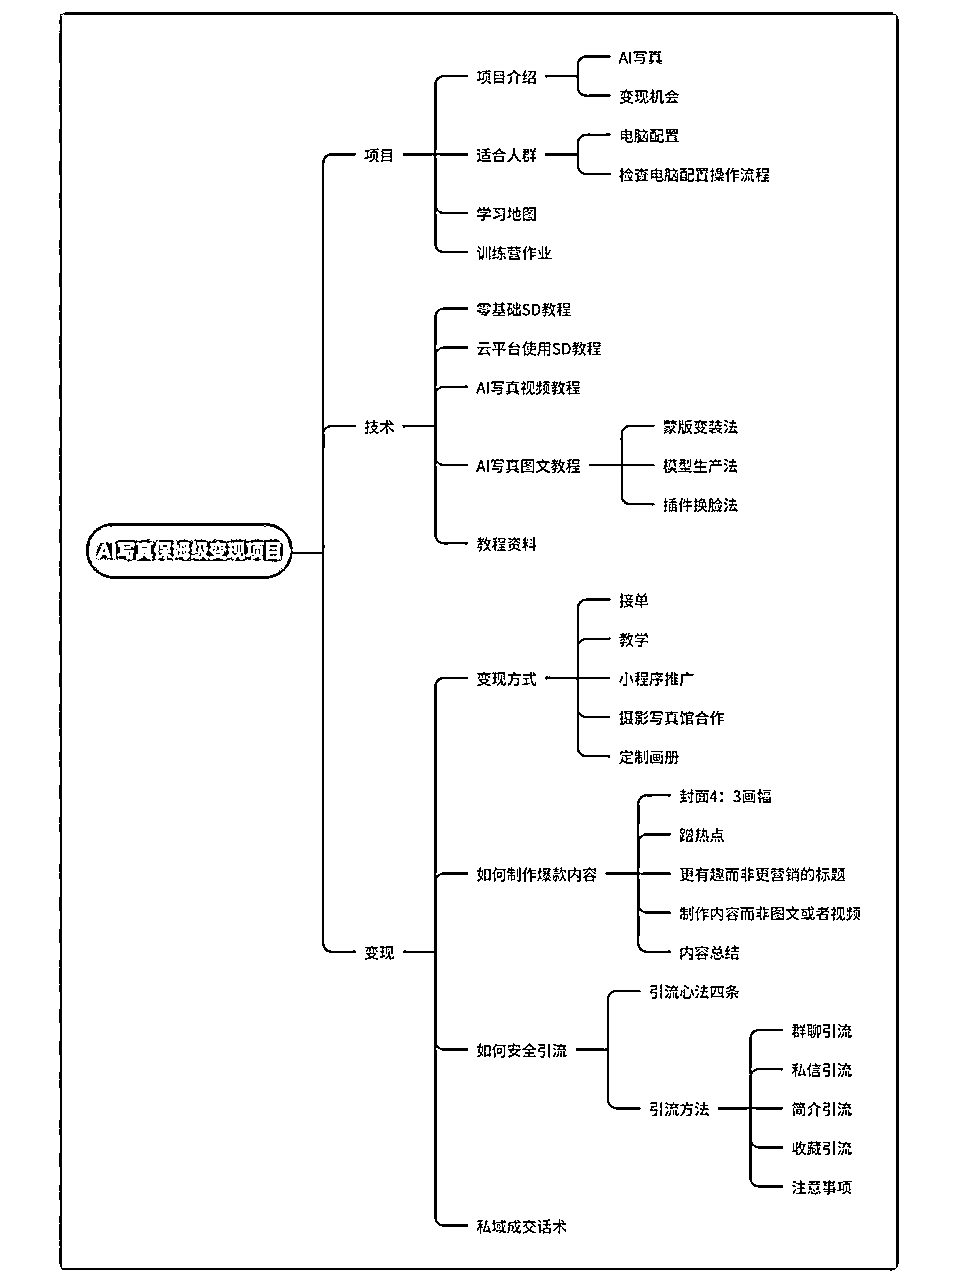 AI写真保姆级变现项目
项目
项目介绍
AI写真
变现机会
适合人群
电脑配置
检查电脑配置操作流程
学习地图
训练营作业
技术
零基础SD教程
云平台使用SD教程
AI写真视频教程
AI写真图文教程
蒙版变装法
模型生产法
插件换脸法
教程资料
变现
变现方式
接单
教学
小程序推广
摄影写真馆合作
定制画册
如何制作爆款内容
封面4：3画幅
蹭热点
更有趣而非更营销的标题
制作内容而非图文或者视频
内容总结
如何安全引流
引流心法四条
引流方法
群聊引流
私信引流
简介引流
收藏引流
注意事项
私域成交话术